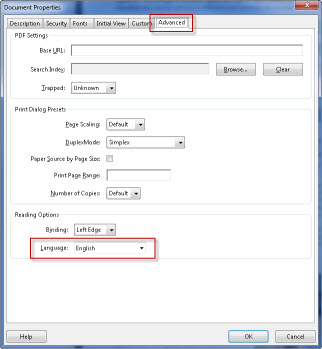 Document Properties
Description Security Fonts Initial View Custom Advanced
PDF Settings
Base URL:
Search Index: Browse... Clear
Trapped: Unknown
Print Dialog Presets
Page Scaling: Default
DuplexMode: Simplex
Paper Source by Page Size:
Print Page Range:
Number of Copies: Default
Reading Options
Binding: Left Edge
Language: English
Help OK Cancel